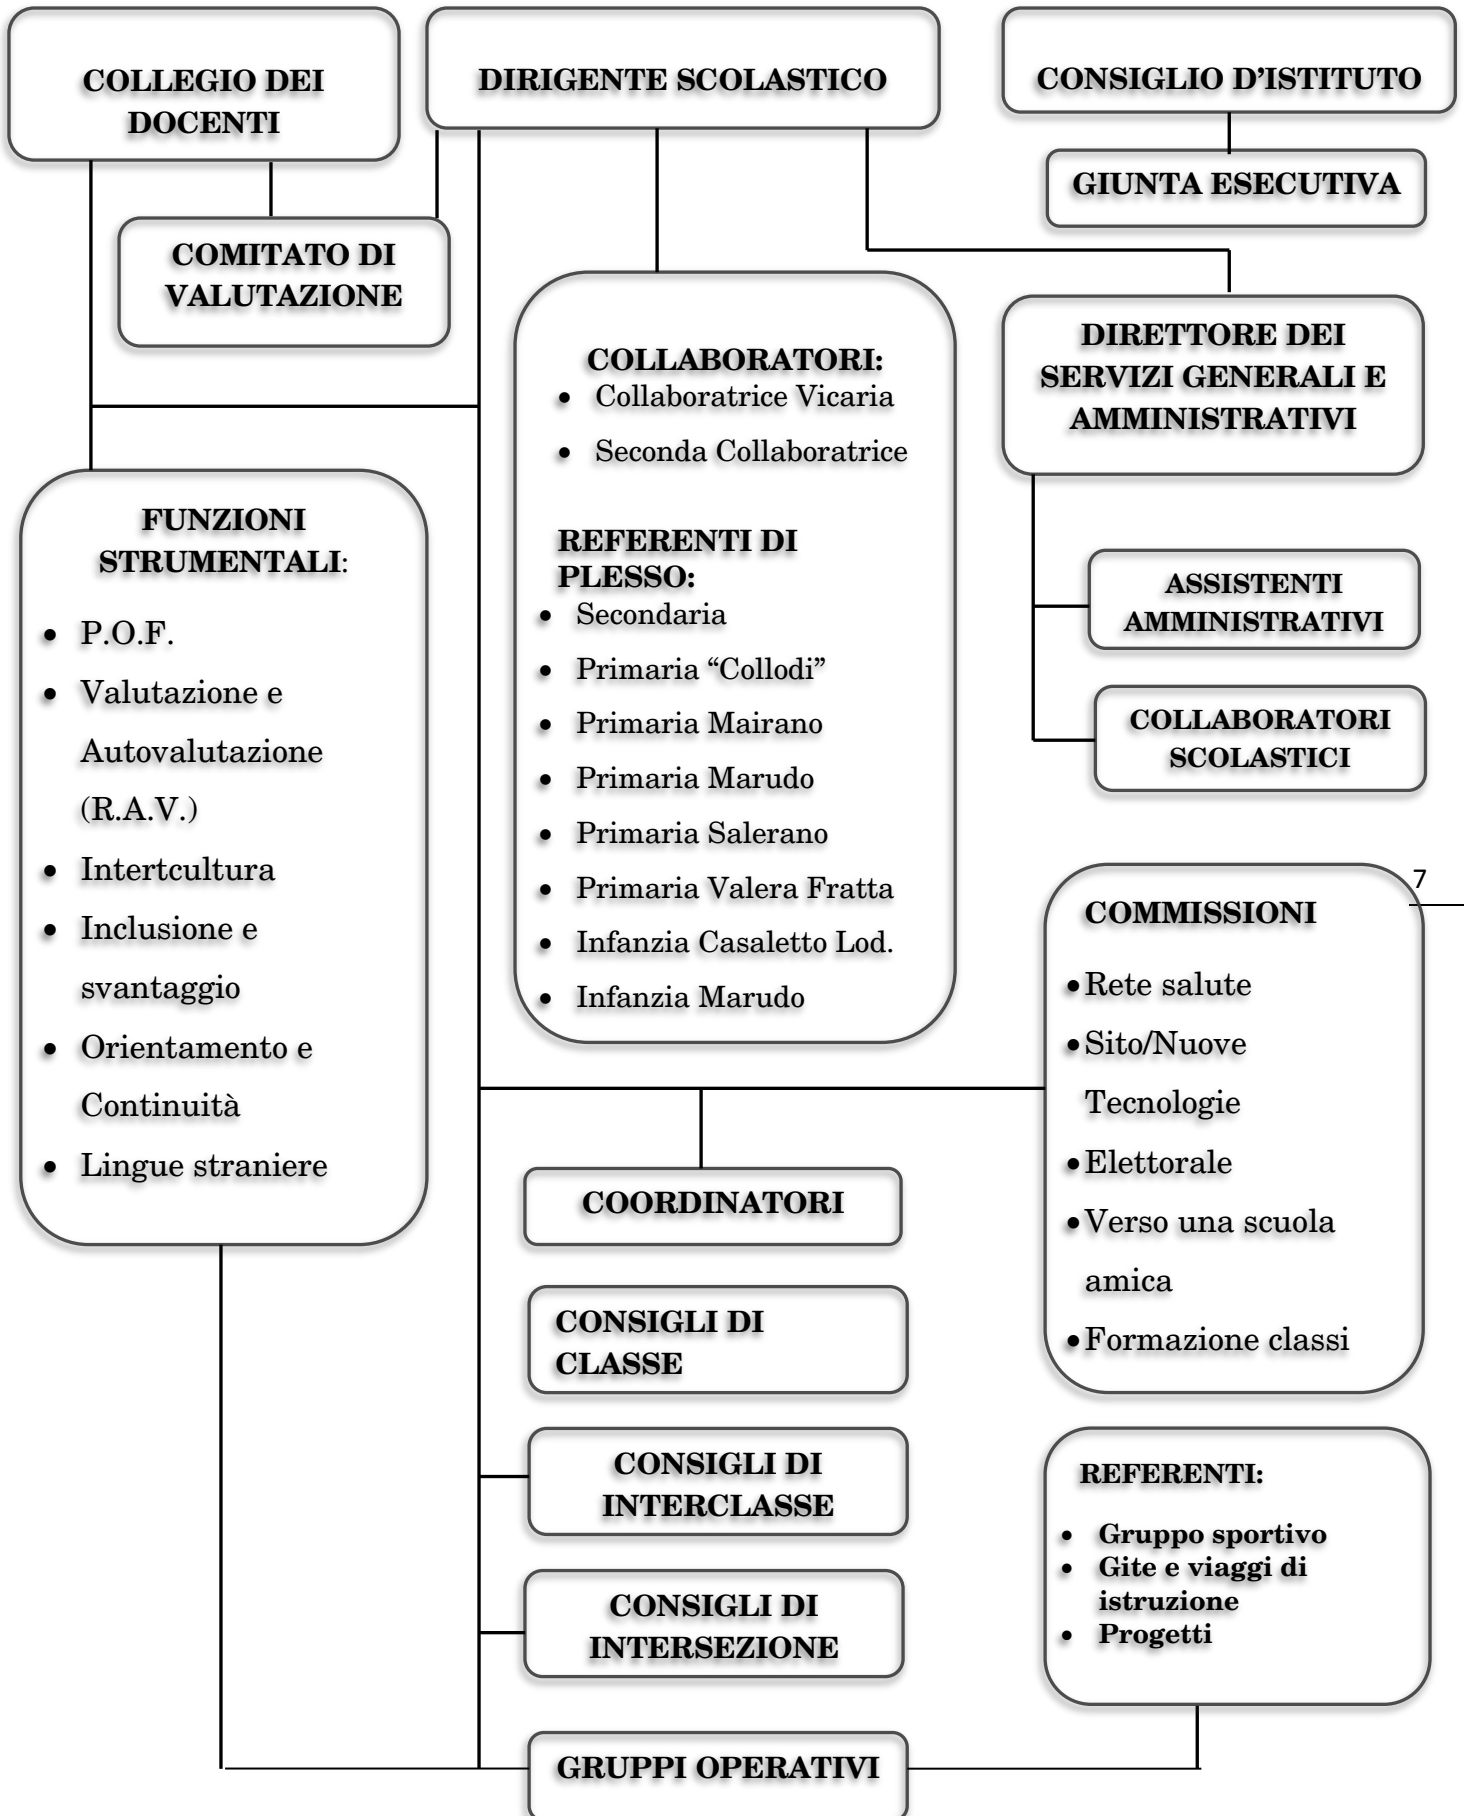 COLLEGIO DEI
DOCENTI
DIRIGENTE SCOLASTICO
CONSIGLIO D’ISTITUTO
GIUNTA ESECUTIVA
COMITATO DI
VALUTAZIONE
COLLABORATORI:
• Collaboratrice Vicaria
• Seconda Collaboratrice
REFERENTI DI
PLESSO:
• Secondaria
• Primaria “Collodi”
• Primaria Mairano
• Primaria Marudo
• Primaria Salerano
• Primaria Valera Fratta
• Infanzia Casaletto Lod.
• Infanzia Marudo
DIRETTORE DEI
SERVIZI GENERALI E
AMMINISTRATIVI
ASSISTENTI
AMMINISTRATIVI
COLLABORATORI
SCOLASTICI
FUNZIONI
STRUMENTALI:
• P.O.F.
• Valutazione e
Autovalutazione
(R.A.V.)
• Intertcultura
• Inclusione e
svantaggio
• Orientamento e
Continuità
• Lingue straniere
7
COMMISSIONI
• Rete salute
• Sito/Nuove
Tecnologie
• Elettorale
• Verso una scuola
amica
• Formazione classi
COORDINATORI
CONSIGLI DI
CLASSE
CONSIGLI DI
INTERCLASSE
CONSIGLI DI
INTERSEZIONE
REFERENTI:
• Gruppo sportivo
• Gite e viaggi di
istruzione
• Progetti
GRUPPI OPERATIVI